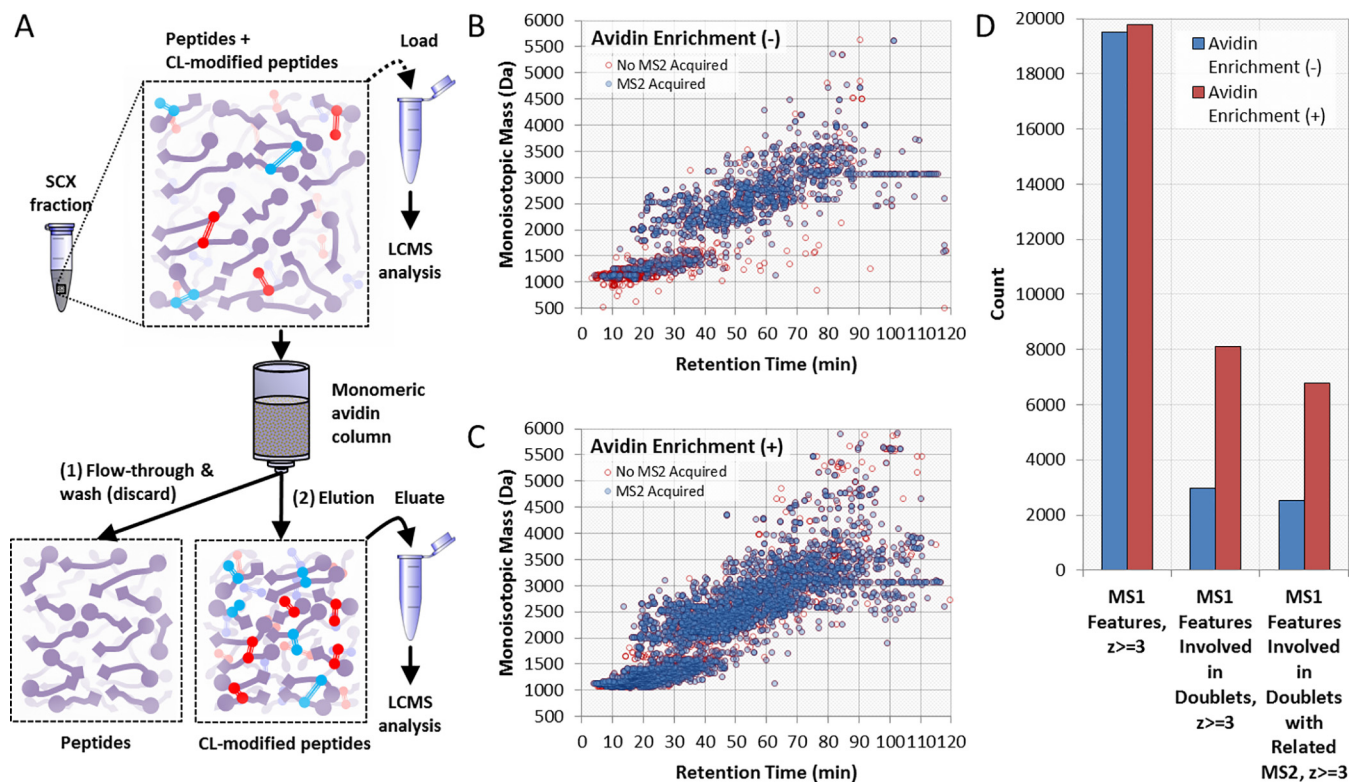 A
Peptides +
CL-modified peptides
Load
SCX
fraction
LCMS
analysis
Monomeric
avidin
column
(1) Flow-through &
wash (discard)
(2) Elution
Eluate
LCMS
analysis
Peptides
CL-modified peptides
B
Avidin Enrichment (-)
No MS2 Acquired
MS2 Acquired
Monoisotopic Mass (Da)
6000
5500
5000
4500
4000
3500
3000
2500
2000
1500
1000
500
0 10 20 30 40 50 60 70 80 90 100 110 120
Retention Time (min)
C
Avidin Enrichment (+)
No MS2 Acquired
MS2 Acquired
Monoisotopic Mass (Da)
6000
5500
5000
4500
4000
3500
3000
2500
2000
1500
1000
500
0 10 20 30 40 50 60 70 80 90 100 110 120
Retention Time (min)
D
Avidin
Enrichment (-)
Avidin
Enrichment (+)
Count
20000
18000
16000
14000
12000
10000
8000
6000
4000
2000
0
MS1
Features,
z>=3
MS1
Features
Involved
in
Doublets,
z>=3
MS1
Features
Involved
in
Doublets
with
Related
MS2, z>=3